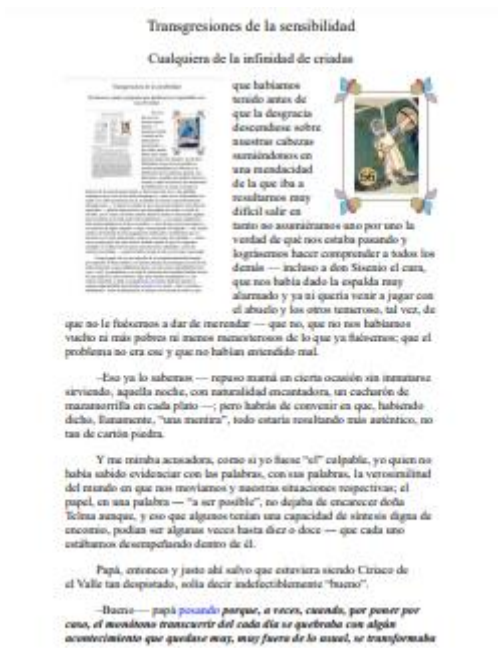 Transgresiones de la sensibilidad
Cualquiera de la infinidad de criadas
que habíamos
tenido antes de
que la desgracia
descendiese sobre
nuestras cabezas
sumiéndonos en
una mendacidad
de la que iba a
resultarnos muy
difícil salir en
tanto no asumiéramos uno por uno la
verdad de qué nos estaba pasando y
lográsemos hacer comprender a todos los
demás — incluso a don Sisenio el cura,
que nos había dado la espalda muy
alarmado y ya ni quería venir a jugar con
el abuelo y los otros temeroso, tal vez, de
que no le fuésemos a dar de merendar — que no, que no nos habíamos
vuelto ni más pobres ni menos menesterosos de lo que ya fuésemos; que el
problema no era ese y que no habían entendido mal.
–Eso ya lo sabemos — repuso mamá en cierta ocasión sin inmutarse
sirviendo, aquella noche, con naturalidad encantadora, un cucharón de
mazamorrilla en cada plato —; pero habrás de convenir en que, habiendo
dicho, llanamente, "una mentira", todo estaría resultando más auténtico, no
tan de cartón piedra.
Y me miraba acusadora, como si yo fuese "el" culpable, yo quien no
había sabido evidenciar con las palabras, con sus palabras, la verosimilitud
del mundo en que nos movíamos y nuestras situaciones respectivas; el
papel, en una palabra — "a ser posible", no dejaba de encarecer doña
Telma aunque, y eso que algunos tenían una capacidad de síntesis digna de
encomio, podían ser algunas veces hasta diez o doce — que cada uno
estábamos desempeñando dentro de él.
Papá, entonces y justo ahí salvo que estuviera siendo Ciriaco de
el Valle tan despistado, solía decir indefectiblemente "bueno".
–Bueno— papá posando porque, a veces, cuando, por poner por
caso, el monótono transcurrir del cada día se quebraba con algún
acontecimiento que quedase muy, muy fuera de lo usual, se transformaba